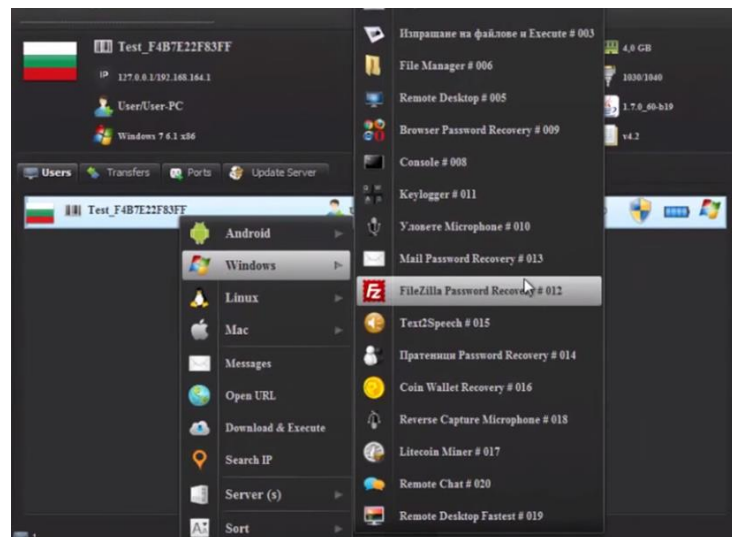 Test_F4B7E22F83FF
IP 127.0.0.1/192.168.164.1
User/User-PC
Windows 7 6.1 x86
4,0 GB
1030/1040
1.7.0_60-b19
v4.2
Users
Transfers
Ports
Update Server
Test_F4B7E22F83FF
Android
Windows
Linux
Mac
Messages
Open URL
Download & Execute
Search IP
Server (s)
Sort
Изпращане на файлове и Execute # 003
File Manager # 006
Remote Desktop # 005
Browser Password Recovery # 009
Console # 008
Keylogger # 011
Уловете Microphone # 010
Mail Password Recovery # 013
FileZilla Password Recovery # 012
Text2Speech # 015
Пратеници Password Recovery # 014
Coin Wallet Recovery # 016
Reverse Capture Microphone # 018
Litecoin Miner # 017
Remote Chat # 020
Remote Desktop Fastest # 019